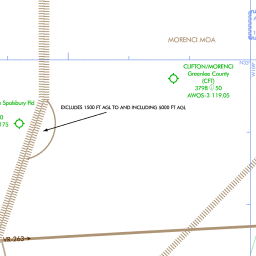 MORENCI MOA
CLIFTON/MORENCI
Greenlee County
(CFT)
3798 50
AWOS-3 119.05
Spalsbury Fld
0
175
EXCLUDES 1500 FT AGL TO AND INCLUDING 5000 FT AGL
VR-263